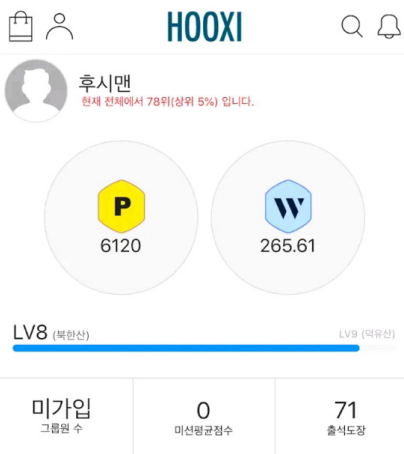 HOOXI
후시맨
현재 전체에서 78위(상위 5%) 입니다.
P
W
6120
265.61
LV8 (북한산)
LV9 (덕유산)
미가입
0
71
그룹원 수
미션평균점수
출석도장